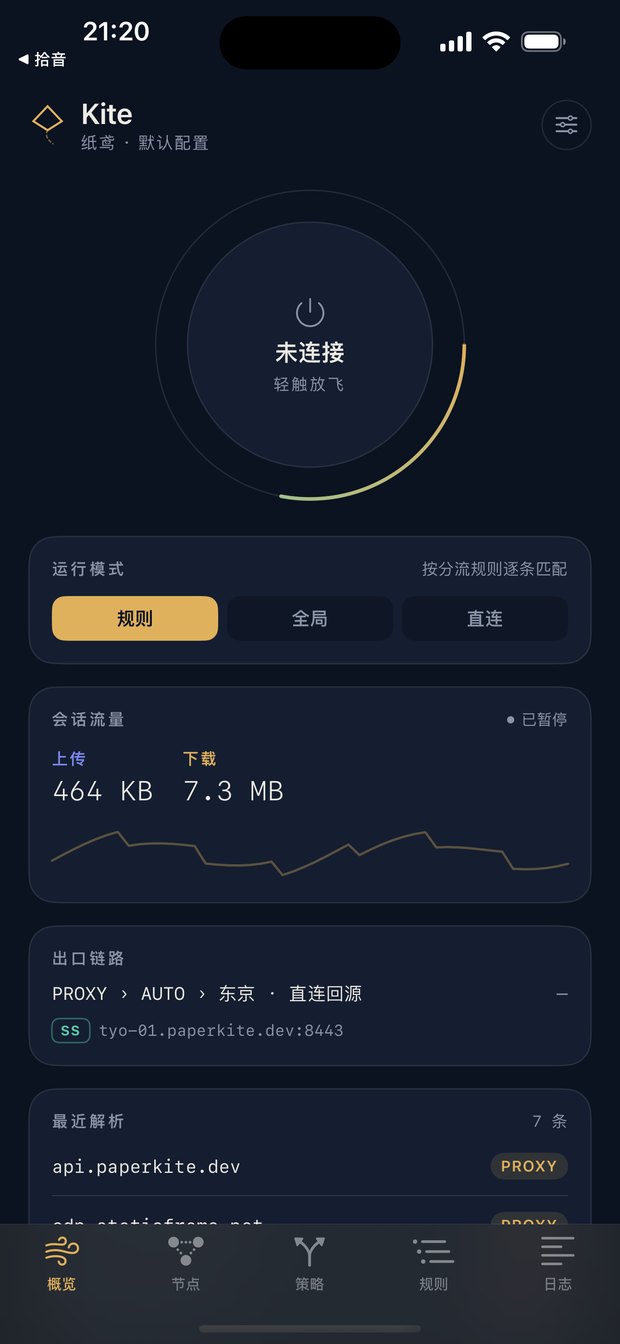 21:20
◀ 拾音
Kite
纸鸢 · 默认配置
未连接
轻触放飞
运行模式 按分流规则逐条匹配
规则 全局 直连
会话流量 已暂停
上传 下载
464 KB 7.3 MB
出口链路
PROXY › AUTO › 东京 · 直连回源 —
SS tyo-01.paperkite.dev:8443
最近解析 7 条
api.paperkite.dev PROXY
概览 节点 策略 规则 日志